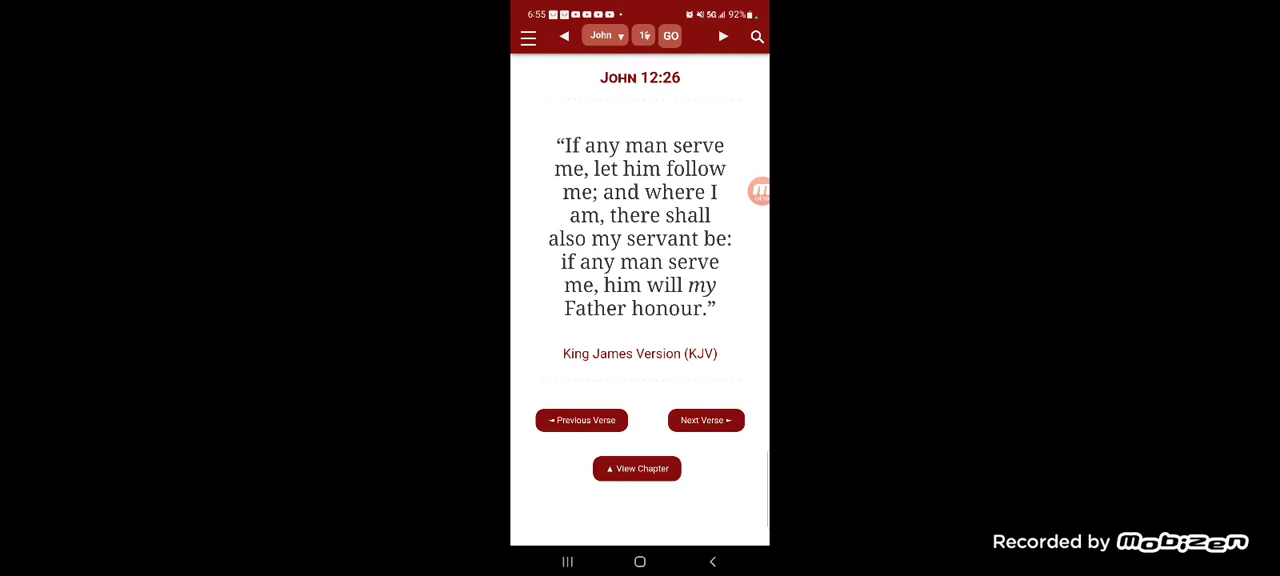 6:55
5G 92%
John
GO
JOHN 12:26
“If any man serve
me, let him follow
me; and where I
am, there shall
also my servant be:
if any man serve
me, him will my
Father honour.”
King James Version (KJV)
◄ Previous Verse
Next Verse ►
▲ View Chapter
Recorded by mobizen